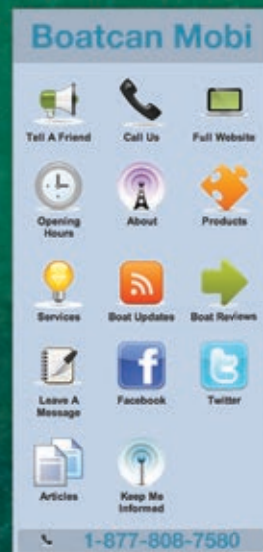 Boatcan Mobi
Tell A Friend
Call Us
Full Website
Opening
Hours
About
Products
Services
Boat Updates
Boat Reviews
Leave A
Message
Facebook
Twitter
Articles
Keep Me
Informed
1-877-808-7580